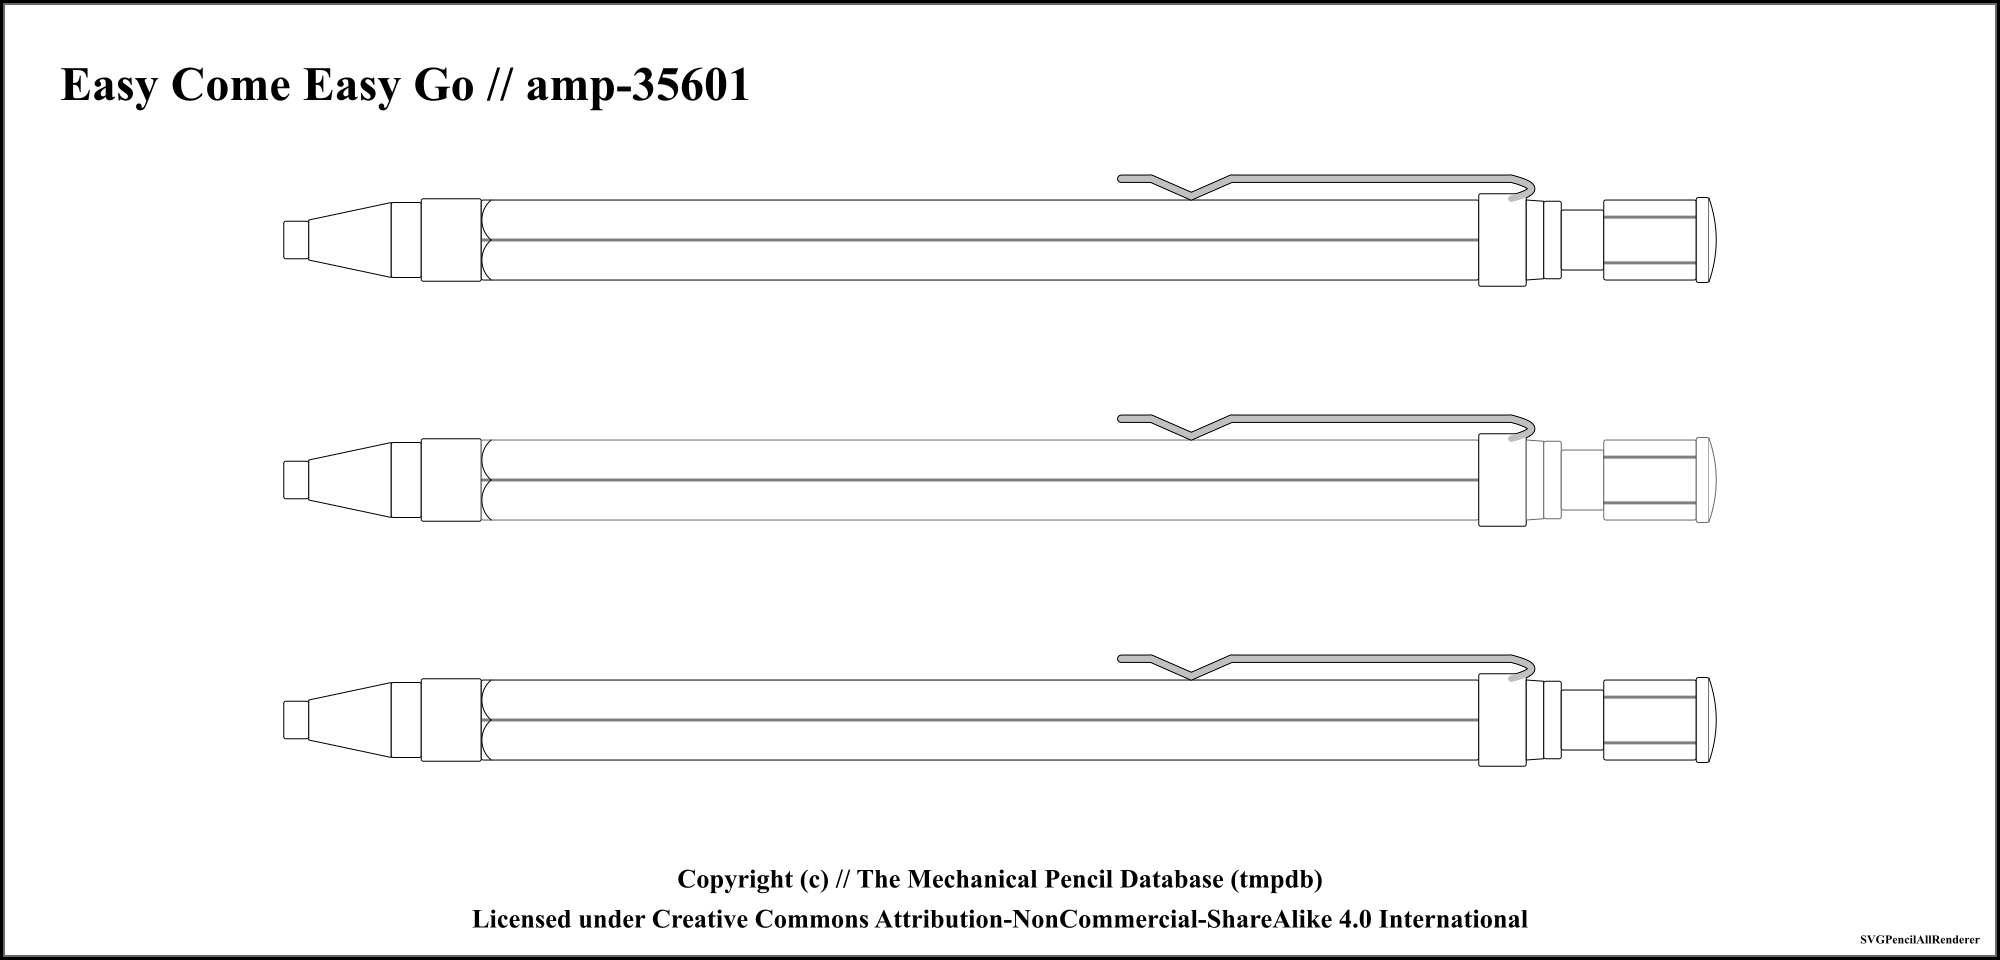 Easy Come Easy Go // amp-35601
Copyright (c) // The Mechanical Pencil Database (tmpdb)
Licensed under Creative Commons Attribution-NonCommercial-ShareAlike 4.0 International
SVGPencilAllRenderer